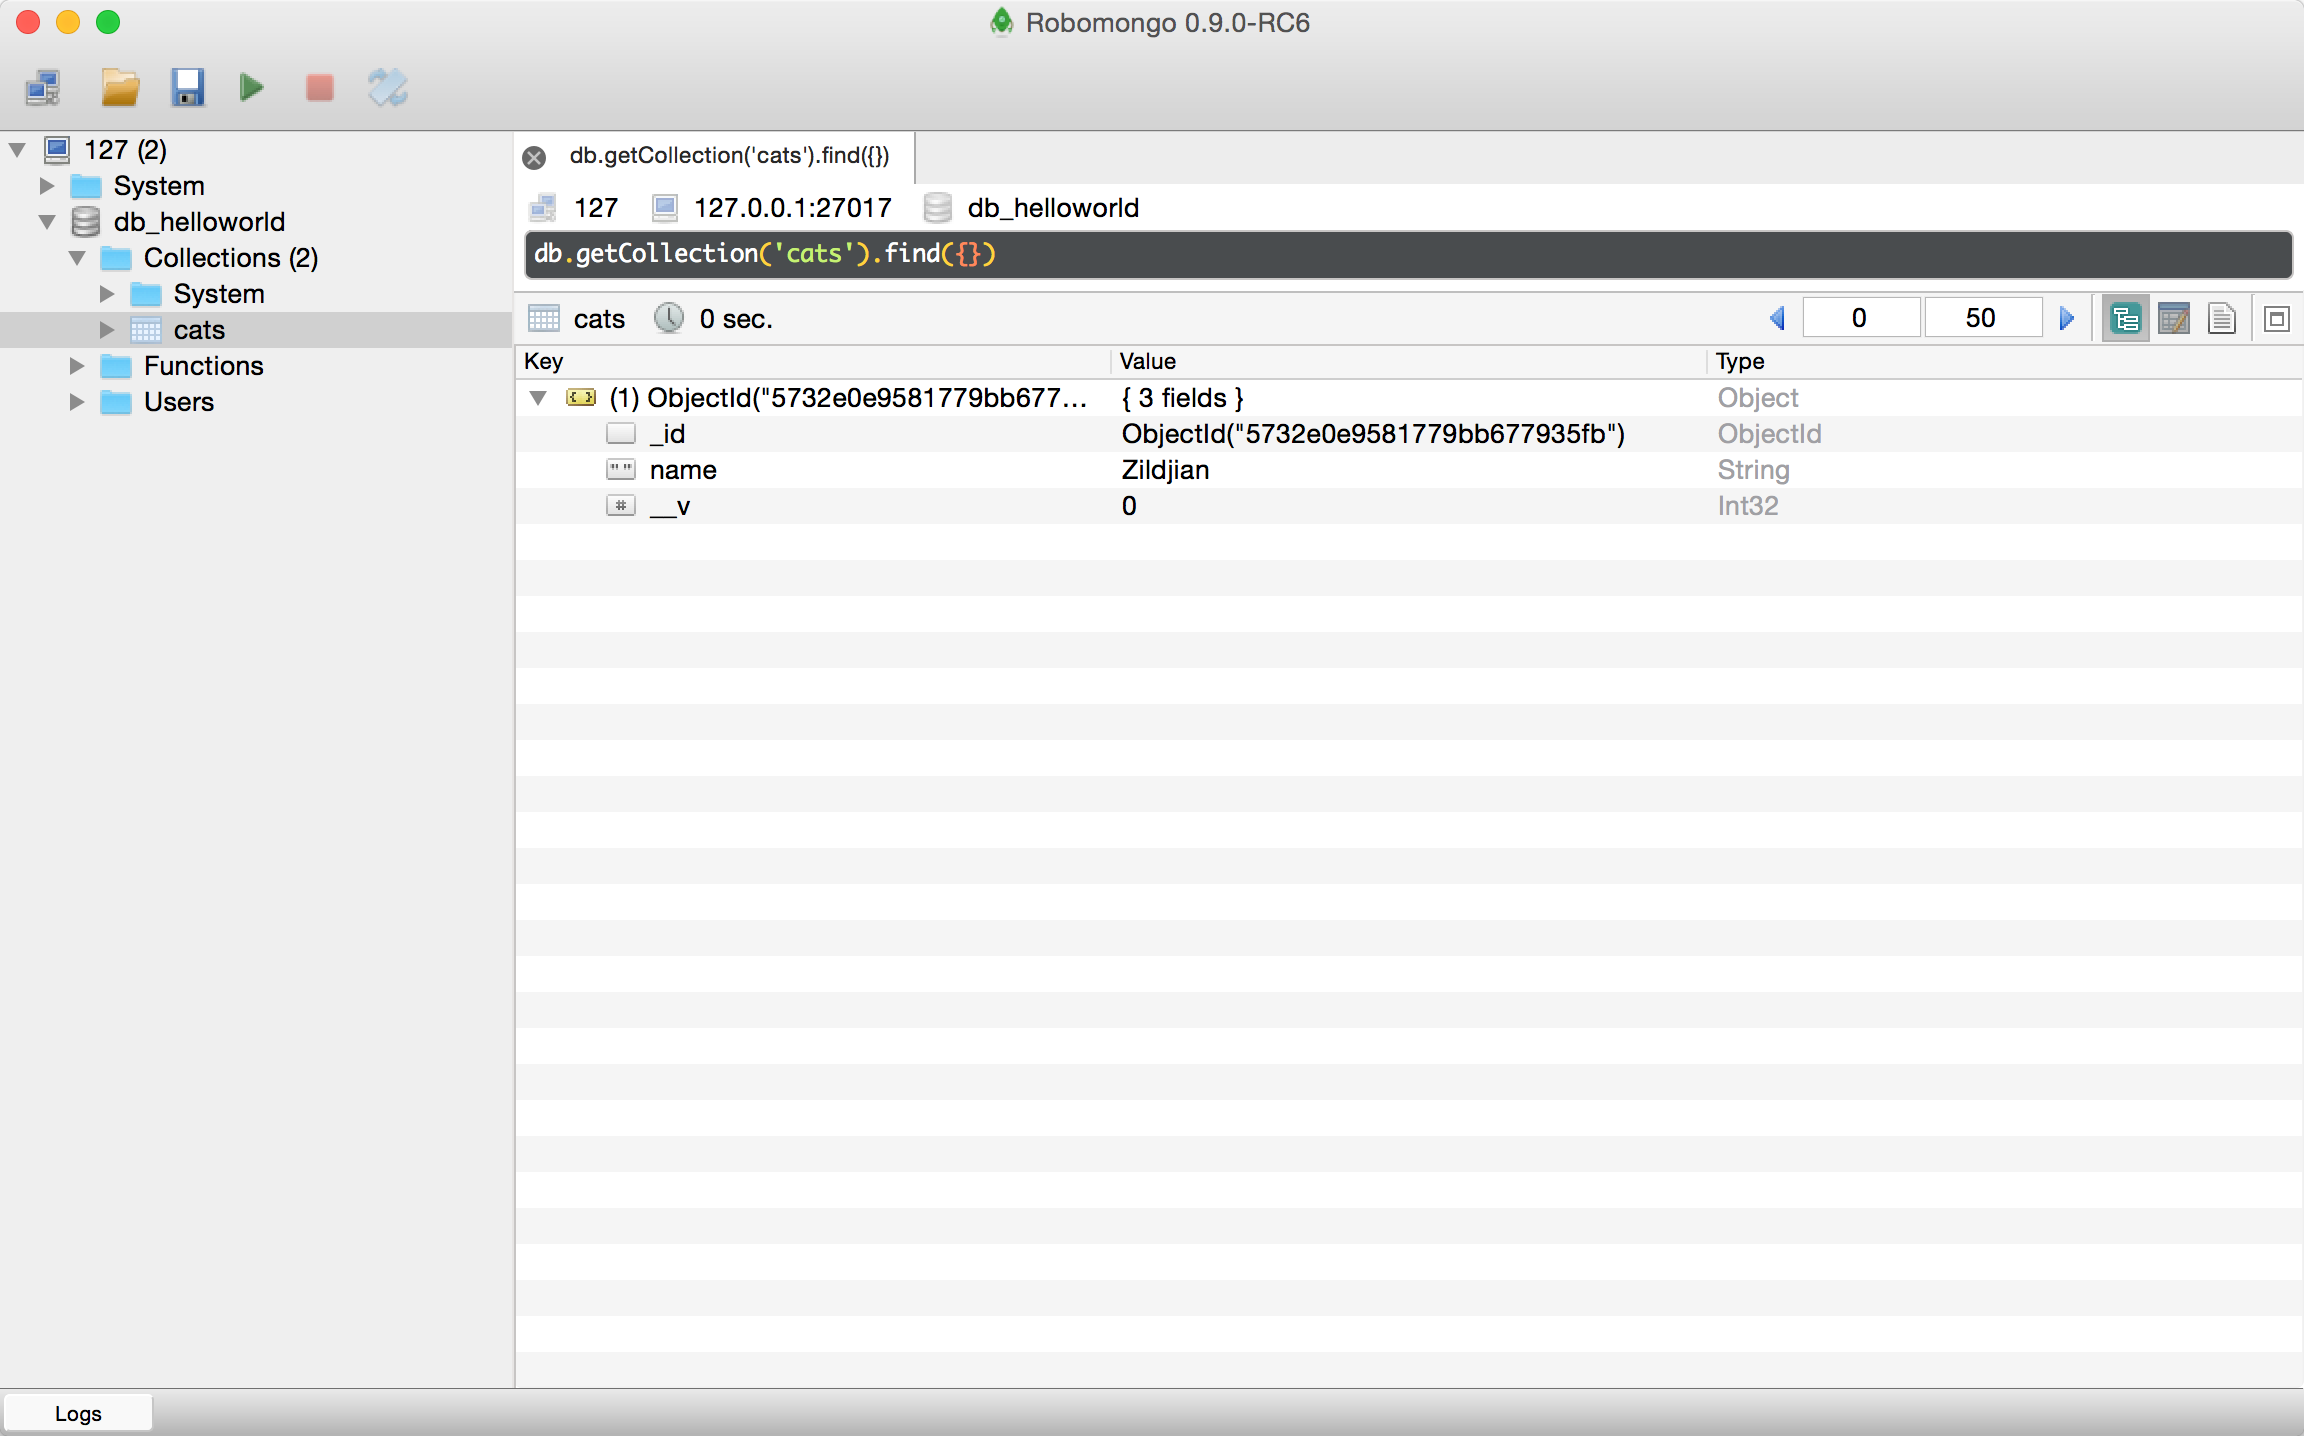 Robomongo 0.9.0-RC6
127 (2)
System
db_helloworld
Collections (2)
System
cats
Functions
Users
db.getCollection('cats').find({})
127 127.0.0.1:27017 db_helloworld
db.getCollection('cats').find({})
cats 0 sec. 0 50
Key Value Type
{ } (1) ObjectId("5732e0e9581779bb677... { 3 fields } Object
_id ObjectId("5732e0e9581779bb677935fb") ObjectId
"" name Zildjian String
# __v 0 Int32
Logs